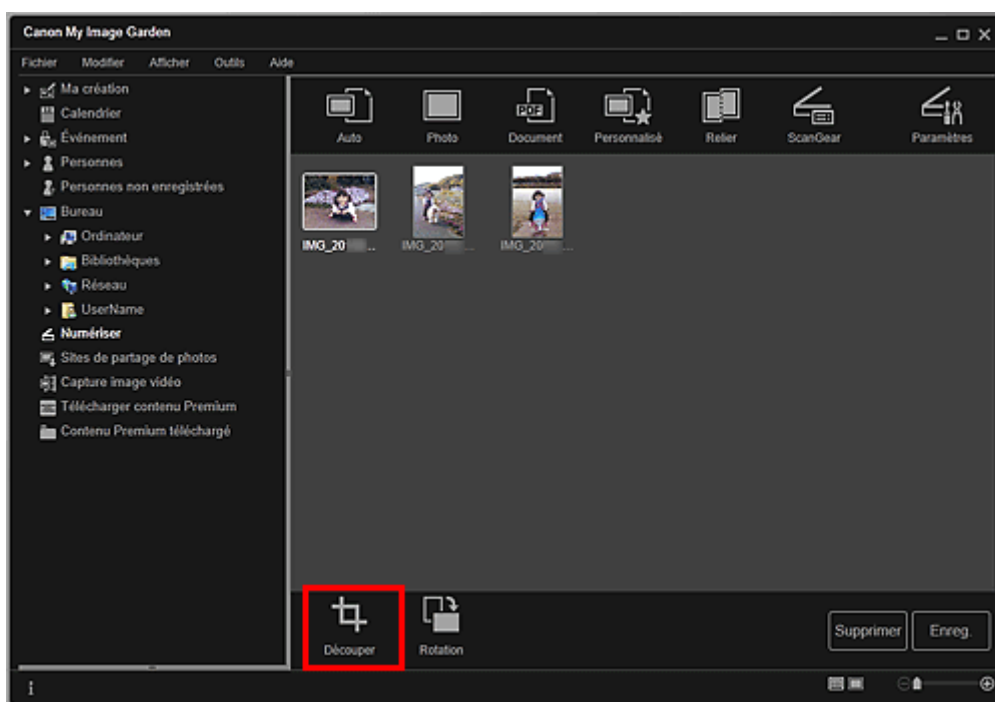 Canon My Image Garden
Fichier Modifier Afficher Outils Aide
Ma création
Calendrier
Événement
Personnes
Personnes non enregistrées
Bureau
Ordinateur
Bibliothèques
Réseau
UserName
Numériser
Sites de partage de photos
Capture image vidéo
Télécharger contenu Premium
Contenu Premium téléchargé
Auto Photo PDF Document Personnalisé Relier ScanGear Paramètres
IMG_20 ... IMG_20 ... IMG_20 ...
Découper Rotation
Supprimer Enreg.